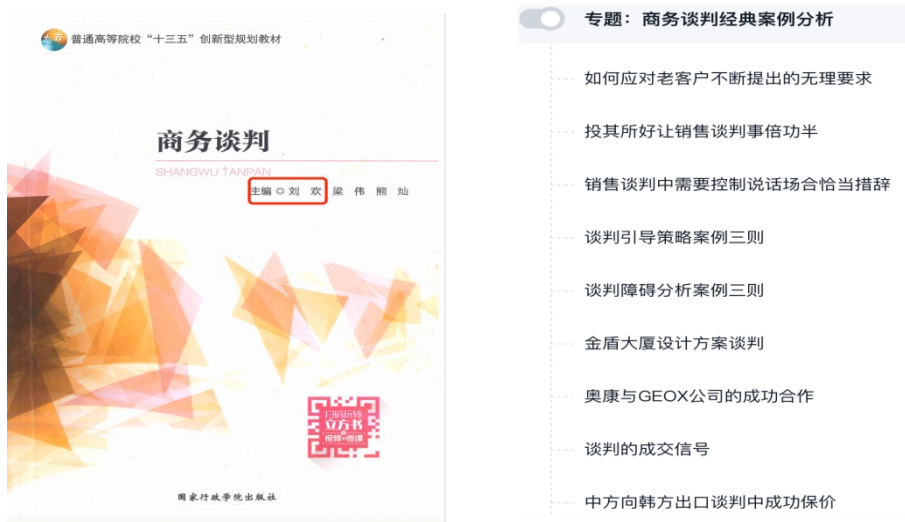 十三五
普通高等院校“十三五”创新型规划教材
商务谈判
SHANGWU TANPAN
主编○刘 欢 梁 伟 熊 灿
扫码玩转
立方书
视频+微课
国家行政学院出版社
专题：商务谈判经典案例分析
如何应对老客户不断提出的无理要求
投其所好让销售谈判事倍功半
销售谈判中需要控制说话场合恰当措辞
谈判引导策略案例三则
谈判障碍分析案例三则
金盾大厦设计方案谈判
奥康与GEOX公司的成功合作
谈判的成交信号
中方向韩方出口谈判中成功保价